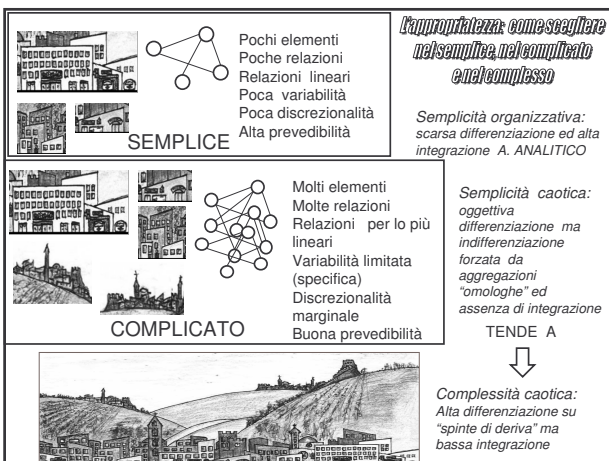 L'appropriatezza: come scegliere
nel semplice, nel complicato
e nel complesso
Pochi elementi
Poche relazioni
Relazioni lineari
Poca variabilità
Poca discrezionalità
Alta prevedibilità
SEMPLICE
Semplicità organizzativa:
scarsa differenziazione ed alta
integrazione A. ANALITICO
Molti elementi
Molte relazioni
Relazioni per lo più
lineari
Variabilità limitata
(specifica)
Discrezionalità
marginale
Buona prevedibilità
COMPLICATO
Semplicità caotica:
oggettiva
differenziazione ma
indifferenziazione
forzata da
aggregazioni
“omologhe” ed
assenza di integrazione
TENDE A
Complessità caotica:
Alta differenziazione su
“spinte di deriva” ma
bassa integrazione